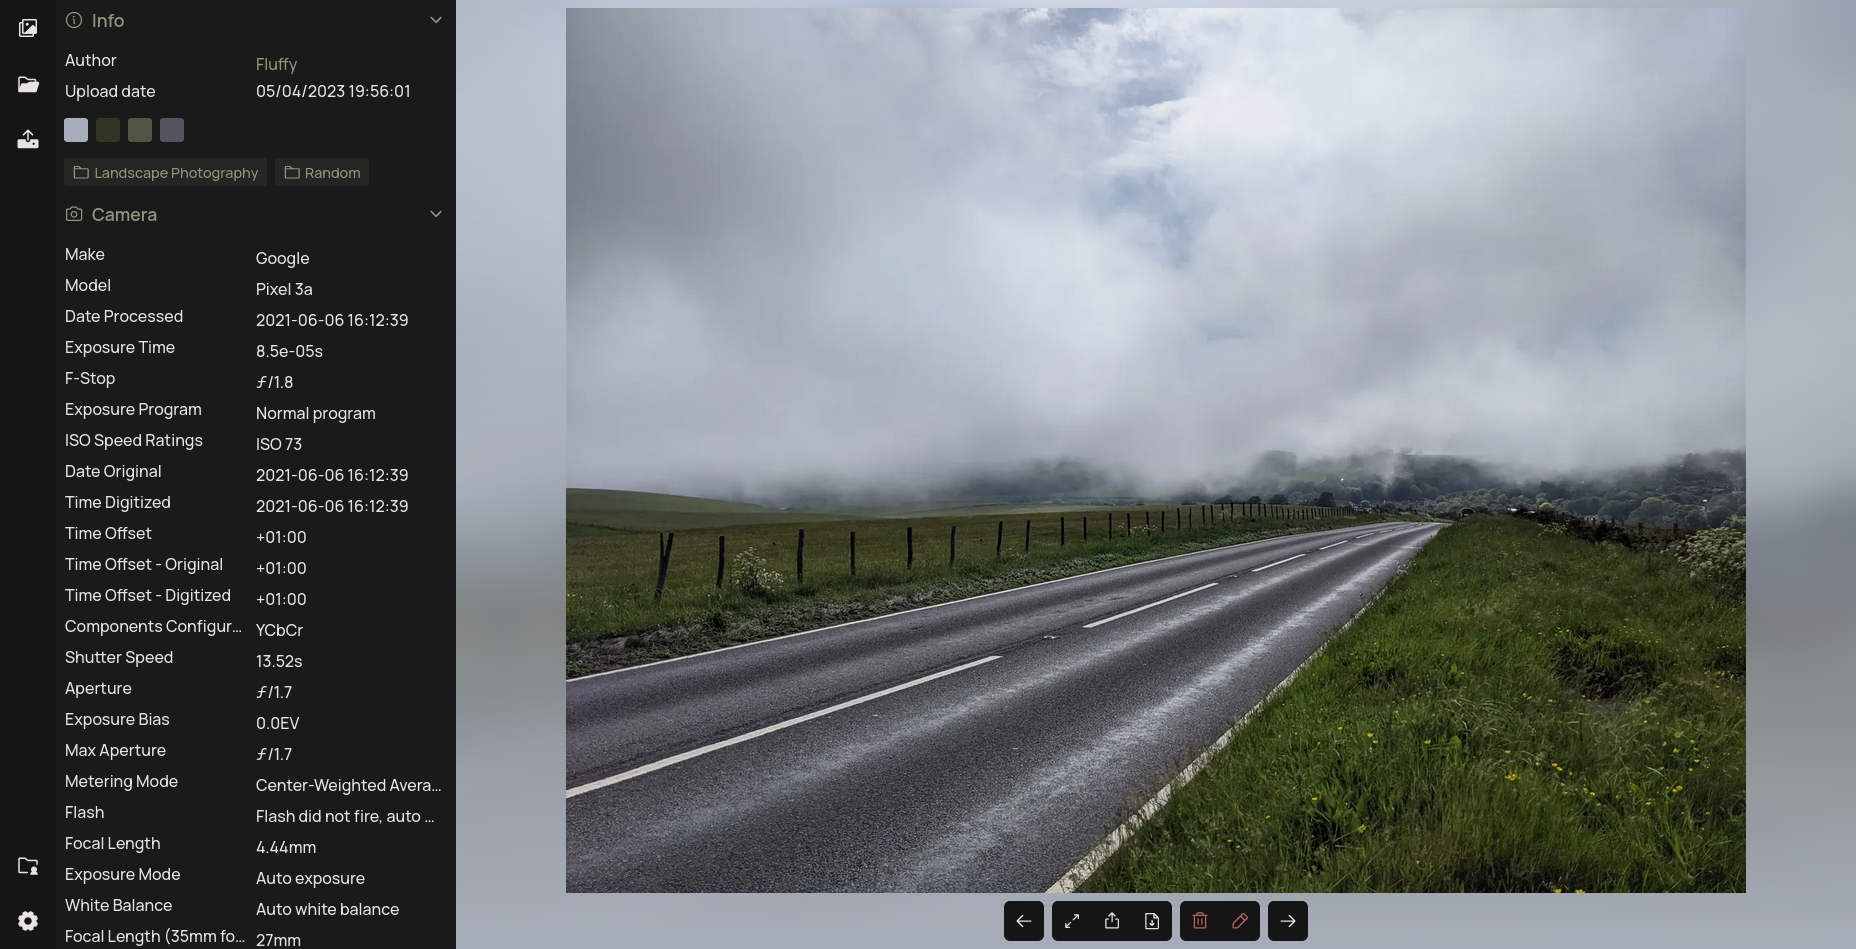 Info
Author Fluffy
Upload date 05/04/2023 19:56:01
Landscape Photography Random
Camera
Make Google
Model Pixel 3a
Date Processed 2021-06-06 16:12:39
Exposure Time 8.5e-05s
F-Stop ƒ/1.8
Exposure Program Normal program
ISO Speed Ratings ISO 73
Date Original 2021-06-06 16:12:39
Time Digitized 2021-06-06 16:12:39
Time Offset +01:00
Time Offset - Original +01:00
Time Offset - Digitized +01:00
Components Configur... YCbCr
Shutter Speed 13.52s
Aperture ƒ/1.7
Exposure Bias 0.0EV
Max Aperture ƒ/1.7
Metering Mode Center-Weighted Avera...
Flash Flash did not fire, auto ...
Focal Length 4.44mm
Exposure Mode Auto exposure
White Balance Auto white balance
Focal Length (35mm fo... 27mm